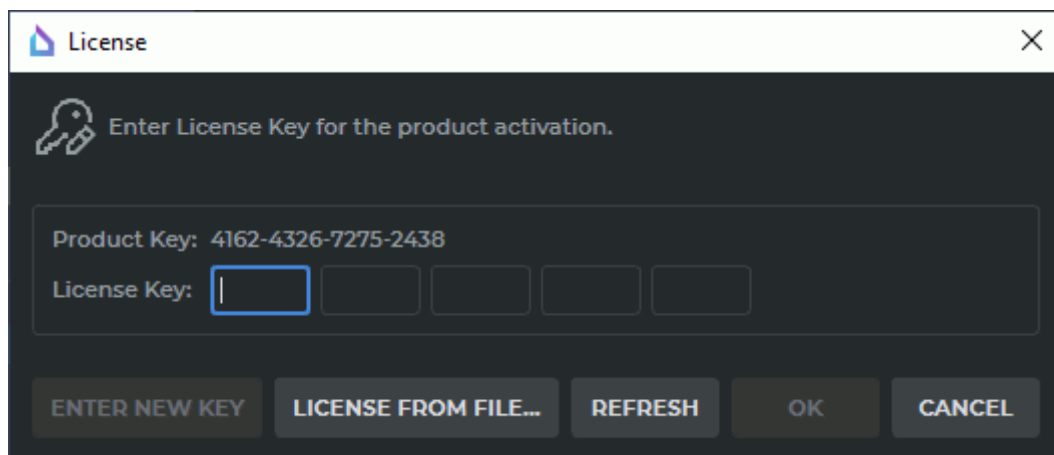 License
Enter License Key for the product activation.
Product Key: 4162-4326-7275-2438
License Key:
ENTER NEW KEY LICENSE FROM FILE... REFRESH OK CANCEL